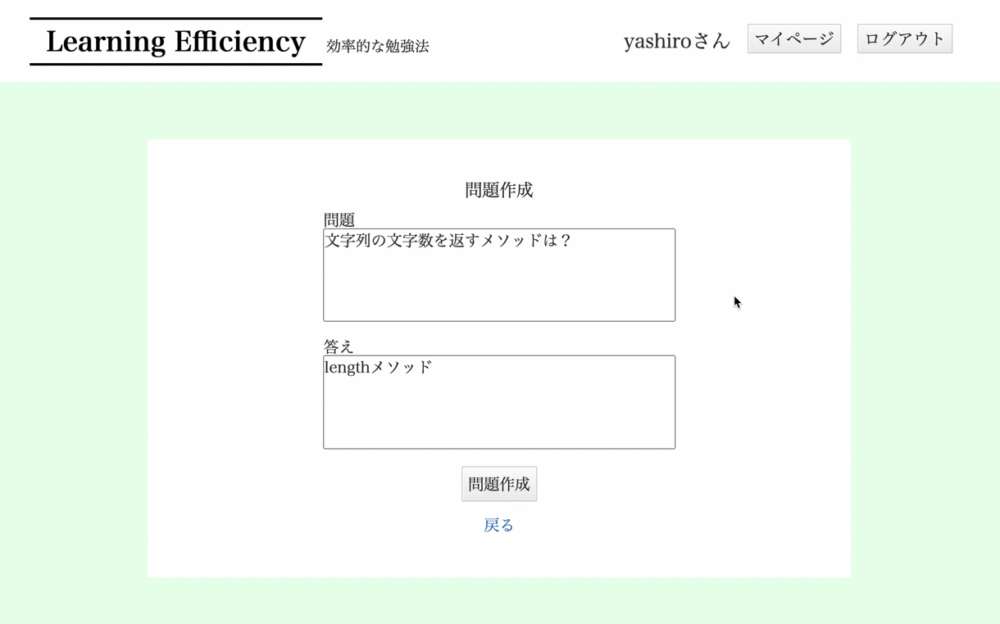 Learning Efficiency 効率的な勉強法 yashiroさん マイページ ログアウト
問題作成
問題
文字列の文字数を返すメソッドは？
答え
lengthメソッド
問題作成
戻る